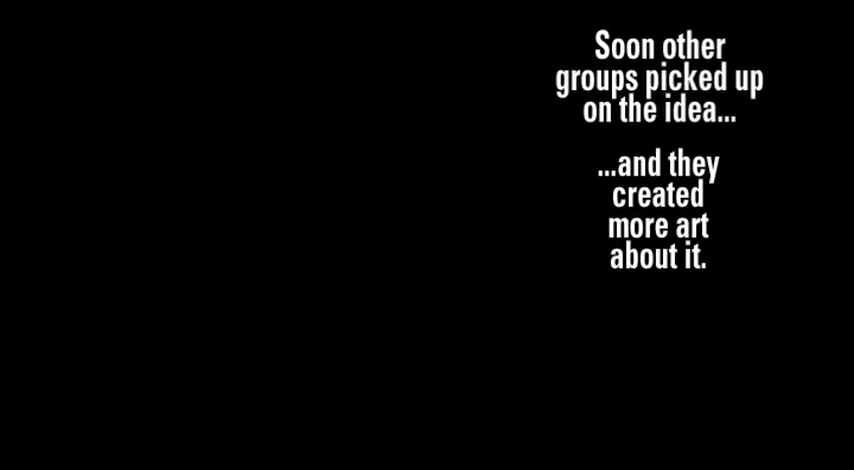 Soon other
groups picked up
on the idea...
...and they
created
more art
about it.